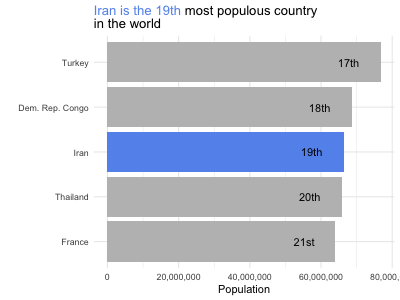 Iran is the 19th most populous country
in the world
Turkey
17th
Dem. Rep. Congo
18th
Iran
19th
Thailand
20th
France
21st
0
20,000,000
40,000,000
60,000,000
80,000,
Population